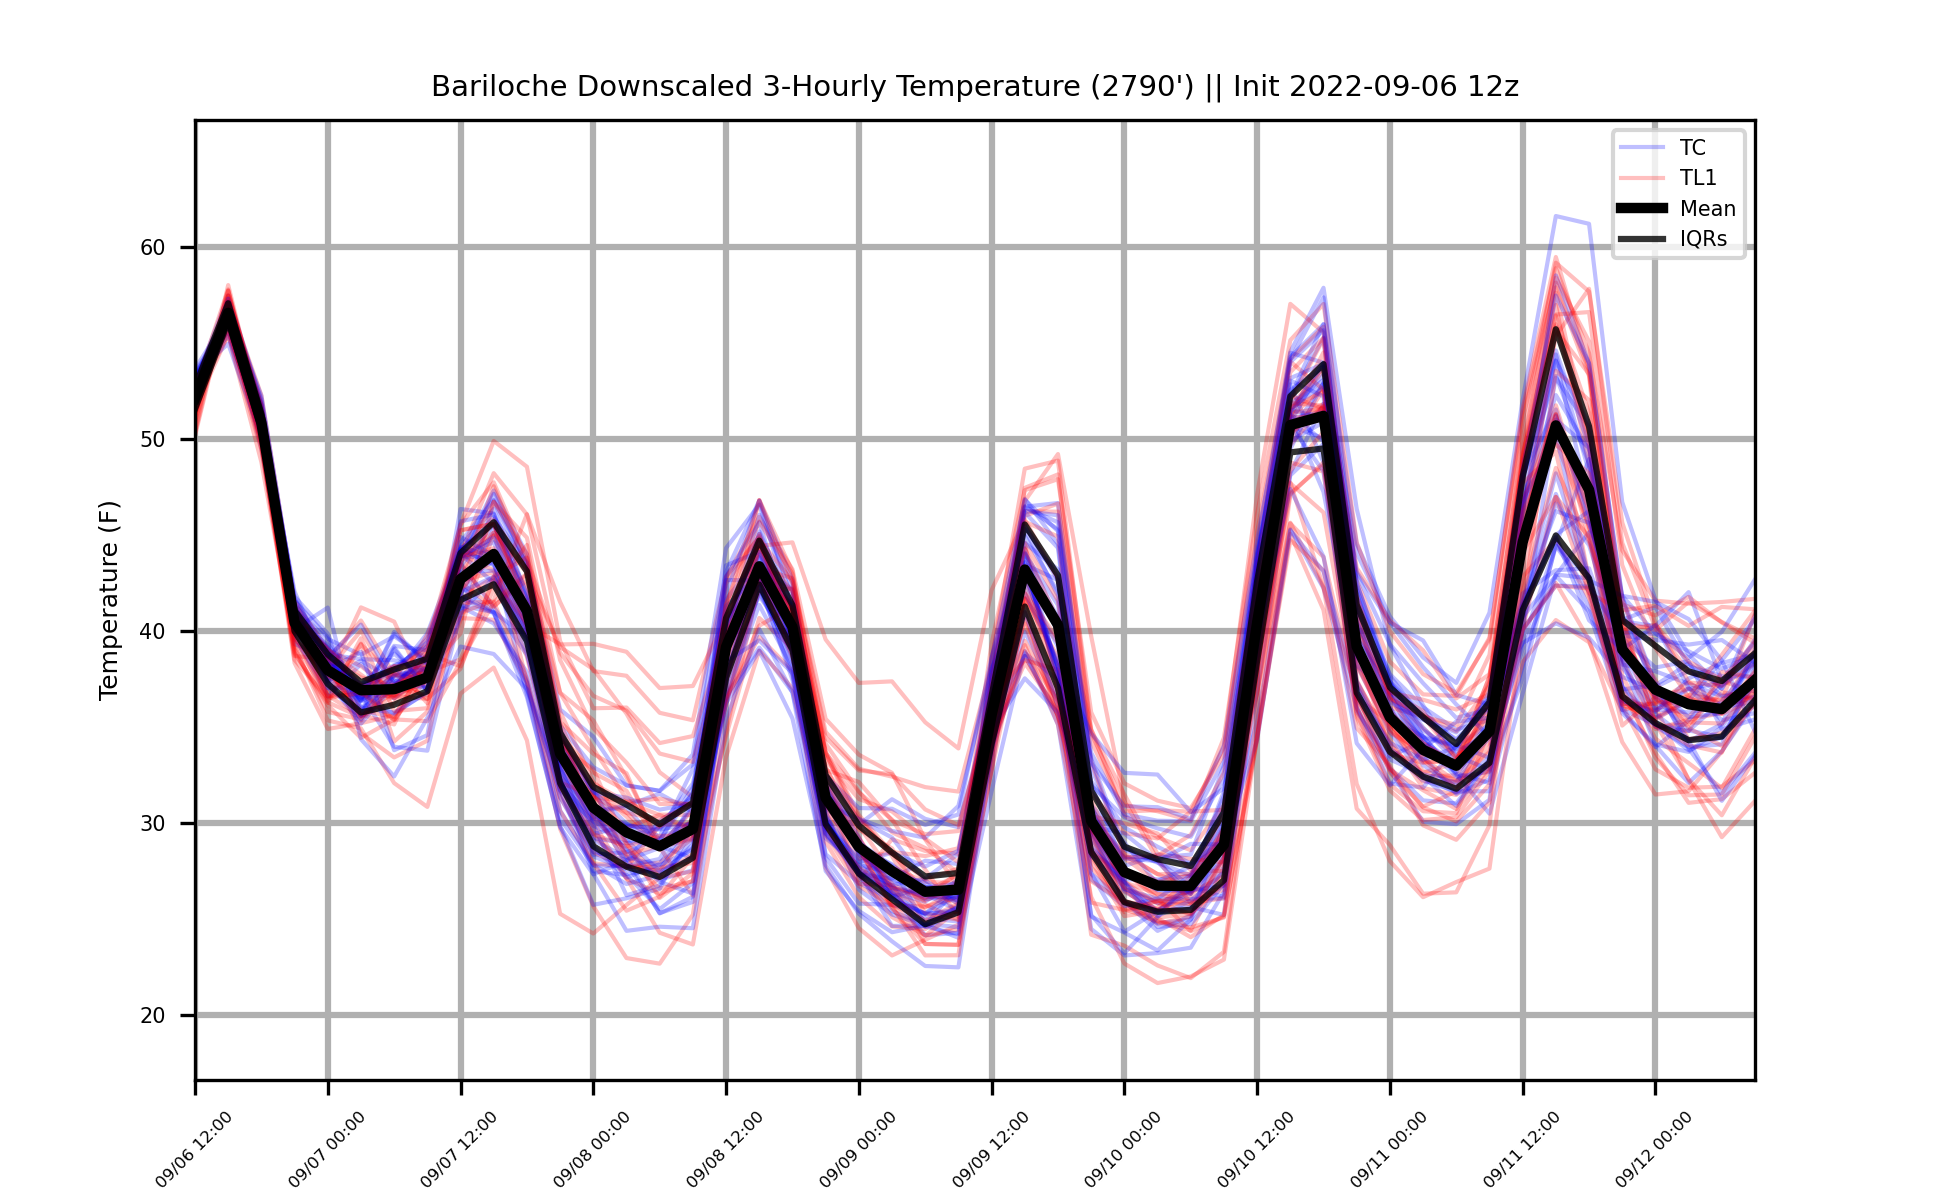 Bariloche Downscaled 3-Hourly Temperature (2790') || Init 2022-09-06 12z
TC
TL1
Mean
IQRs
Temperature (F)
60
50
40
30
20
09/06 12:00
09/07 00:00
09/07 12:00
09/08 00:00
09/08 12:00
09/09 00:00
09/09 12:00
09/10 00:00
09/10 12:00
09/11 00:00
09/11 12:00
09/12 00:00